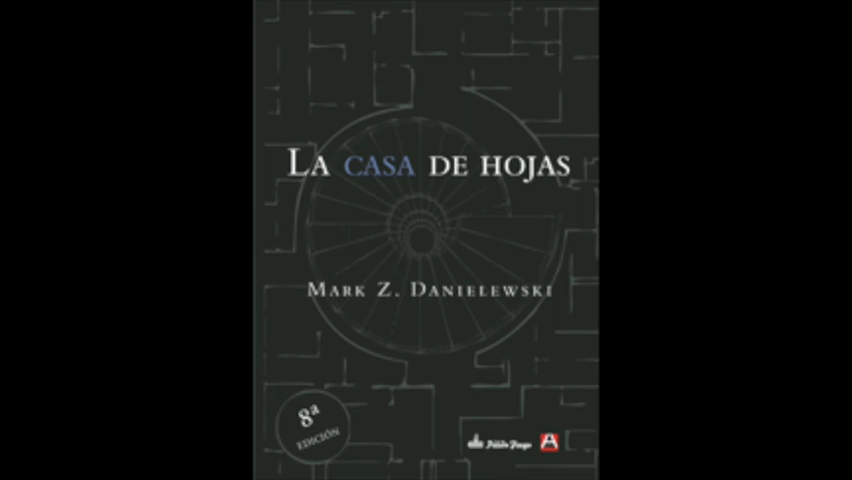 LA CASA DE HOJAS
MARK Z. DANIELEWSKI
8ª
EDICIÓN